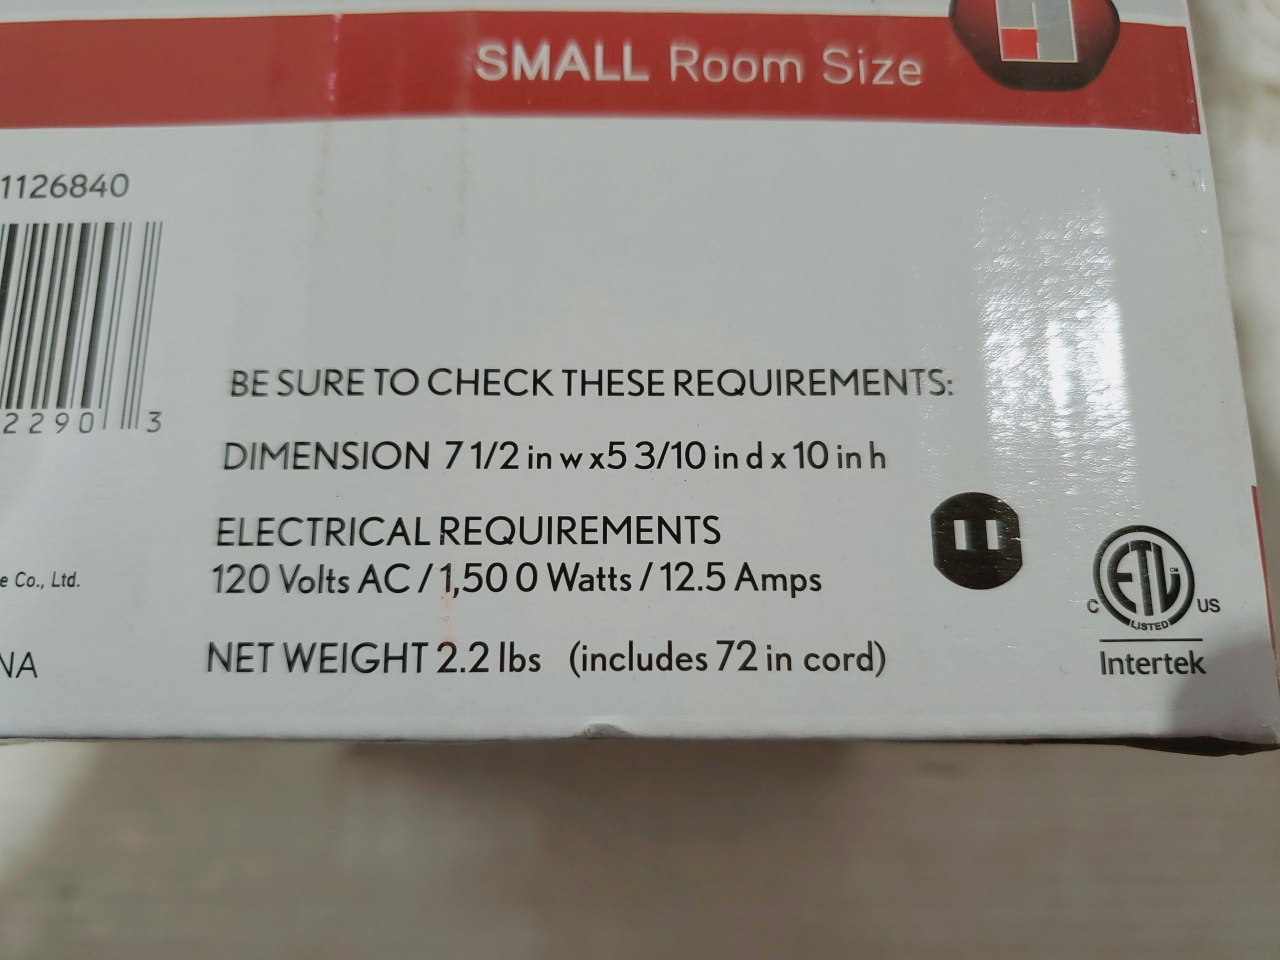 SMALL Room Size
1126840
2290 3
BE SURE TO CHECK THESE REQUIREMENTS:
DIMENSION 7 1/2 in w x5 3/10 in d x 10 in h
ELECTRICAL REQUIREMENTS
120 Volts AC / 1,50 0 Watts / 12.5 Amps
e Co., Ltd.
NET WEIGHT 2.2 lbs (includes 72 in cord)
NA
ETL
CM
C US
LISTED
Intertek